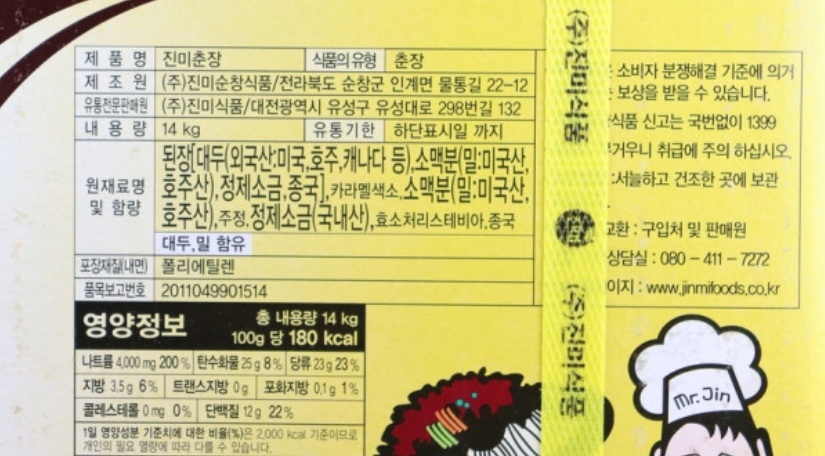 제 품 명 진미춘장 식품의유형 춘장
제 조 원 (주)진미순창식품/전라북도 순창군 인계면 물통길 22-12
유통전문판매원 (주)진미식품/대전광역시 유성구 유성대로 298번길 132
내 용 량 14 kg 유통기한 하단표시일 까지
원재료명 및 함량
된장[대두(외국산:미국,호주,캐나다 등),소맥분(밀:미국산,
호주산),정제소금,종국],카라멜색소,소맥분(밀:미국산,
호주산),주정,정제소금(국내산),효소처리스테비아,종국
대두,밀 함유
포장재질(내면) 폴리에틸렌
품목보고번호 2011049901514
소비자 분쟁해결 기준에 의거
보상을 받을 수 있습니다.
식품 신고는 국번없이 1399
거우니 취급에 주의 하십시오.
서늘하고 건조한 곳에 보관
교환 : 구입처 및 판매원
상담실 : 080 - 411 - 7272
이지 : www.jinmifoods.co.kr
(주)진미식품
(주)진미식품
영양정보
총 내용량 14 kg
100g 당 180 kcal
나트륨 4,000 mg 200 % 탄수화물 25 g 8 % 당류 23 g 23 %
지방 3.5 g 6 % 트랜스지방 0 g 포화지방 0.1 g 1 %
콜레스테롤 0 mg 0 % 단백질 12 g 22 %
1일 영양성분 기준치에 대한 비율(%)은 2,000 kcal 기준이므로
개인의 필요 열량에 따라 다를 수 있습니다.
Mr.Jin